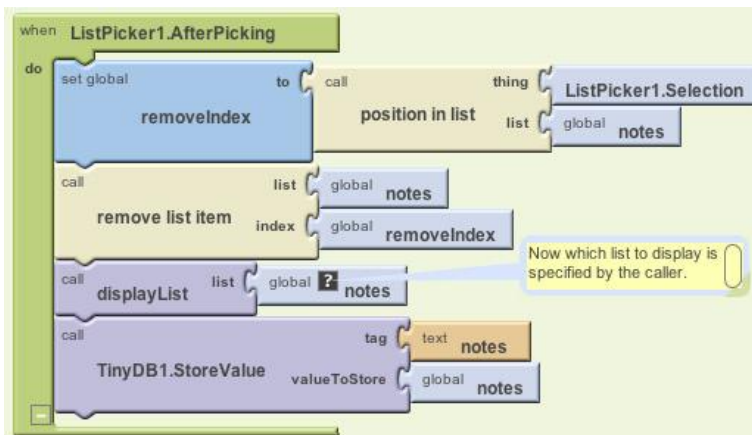 when ListPicker1.AfterPicking
do
set global removeIndex to
call position in list
thing ListPicker1.Selection
list global notes
call remove list item
list global notes
index global removeIndex
call displayList list global ? notes
Now which list to display is
specified by the caller.
call TinyDB1.StoreValue
tag text notes
valueToStore global notes